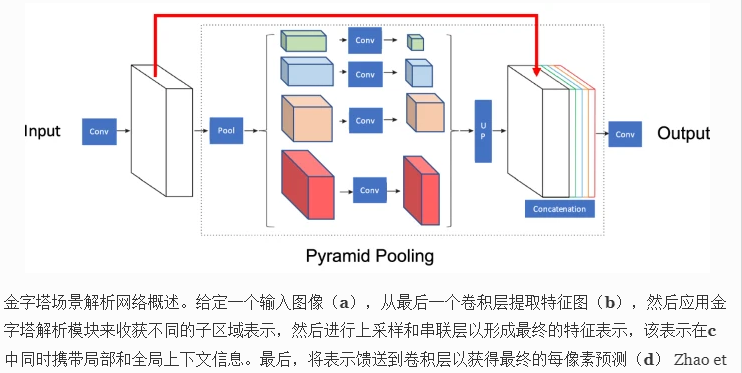 Conv
Conv
Input
Conv
Pool
Conv
Conv
UP
Conv
Output
Concatenation
Pyramid Pooling
金字塔场景解析网络概述。给定一个输入图像（a），从最后一个卷积层提取特征图（b），然后应用金
字塔解析模块来收获不同的子区域表示，然后进行上采样和串联层以形成最终的特征表示，该表示在c
中同时携带局部和全局上下文信息。最后，将表示馈送到卷积层以获得最终的每像素预测（d） Zhao et